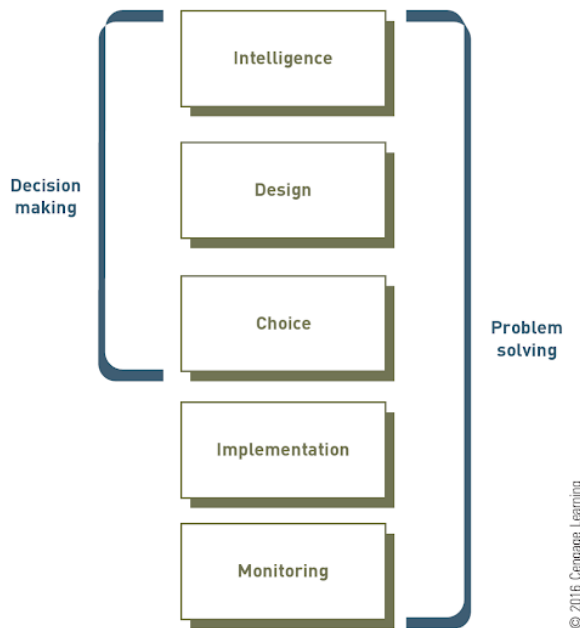 Intelligence
Decision
making
Design
Choice
Problem
solving
Implementation
Monitoring
© 2016 Cengage Learning